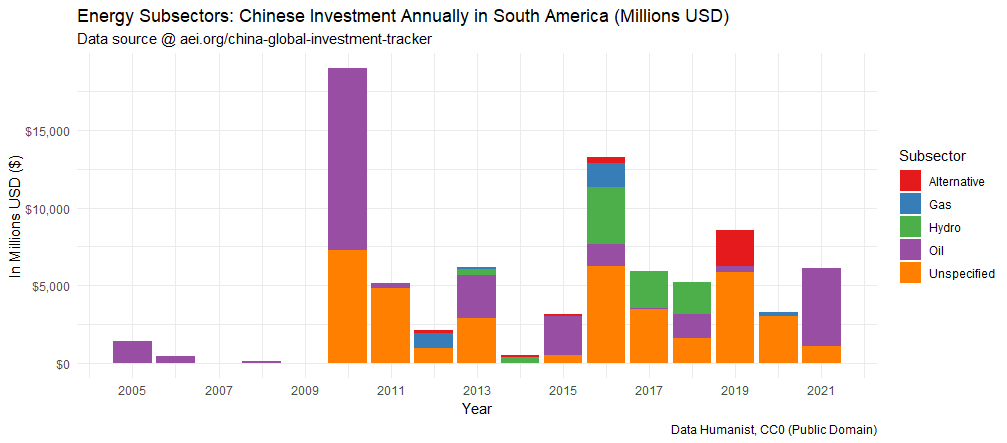 Energy Subsectors: Chinese Investment Annually in South America (Millions USD)
Data source @ aei.org/china-global-investment-tracker
In Millions USD ($)
$15,000
$10,000
$5,000
$0
2005
2007
2009
2011
2013
2015
2017
2019
2021
Year
Subsector
Alternative
Gas
Hydro
Oil
Unspecified
Data Humanist, CC0 (Public Domain)